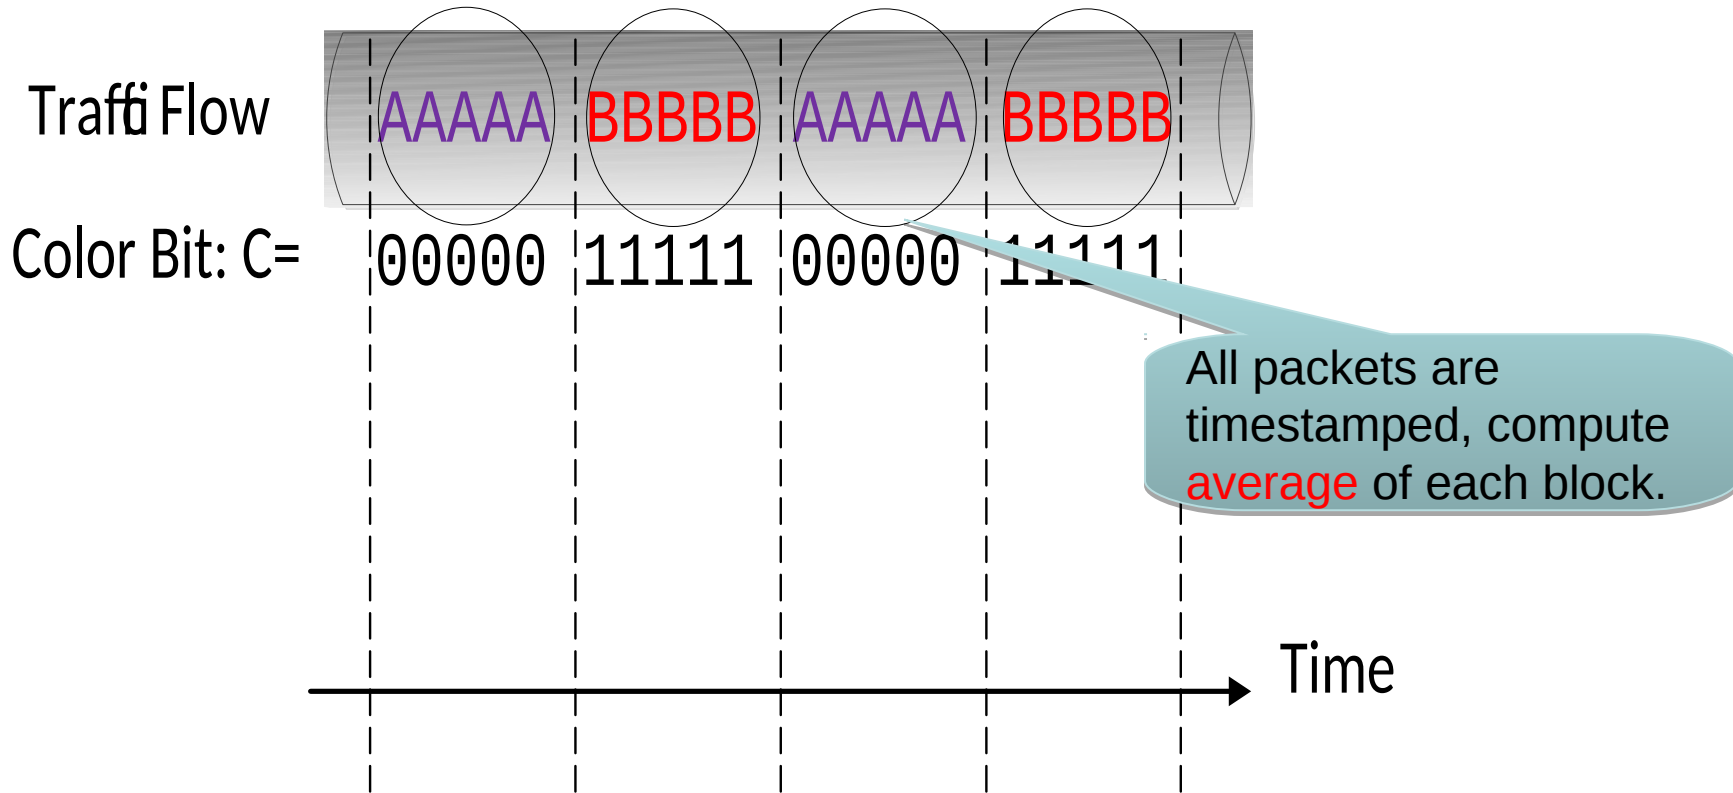 Traffi Flow AAAAA BBBBB AAAAA BBBBB
Color Bit: C= 00000 11111 00000 11111
All packets are
timestamped, compute
average of each block.
Time